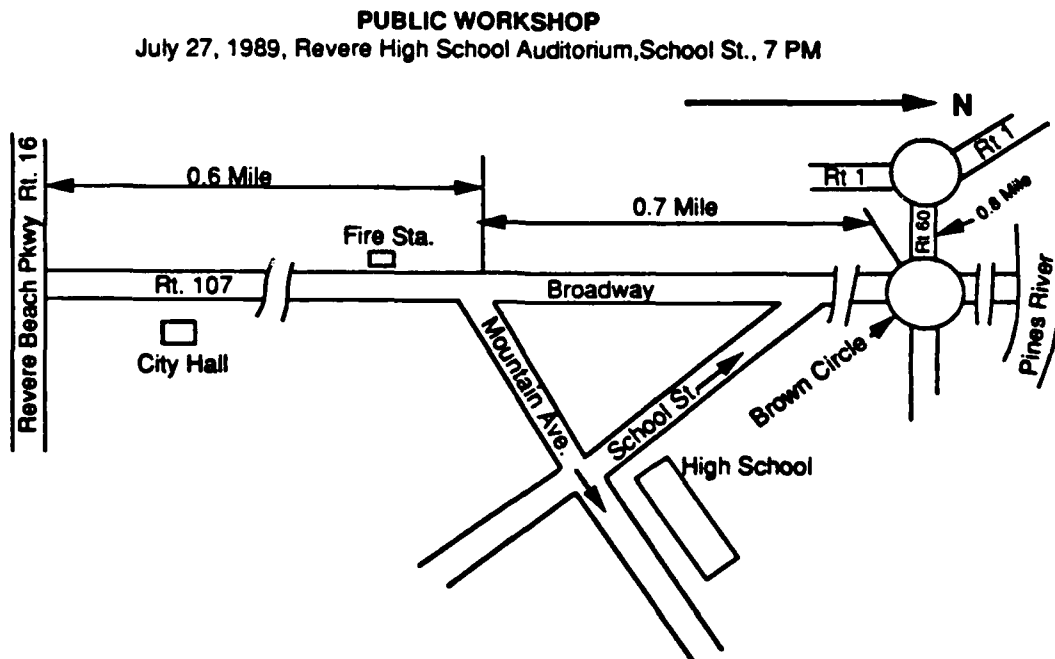 PUBLIC WORKSHOP
July 27, 1989, Revere High School Auditorium,School St., 7 PM
N
Revere Beach Pkwy Rt. 16
0.6 Mile
Rt 1
Rt 1
0.7 Mile
Rt 60
0.8 Mile
Fire Sta.
Rt. 107
Broadway
City Hall
Mountain Ave.
School St.
Brown Circle
Pines River
High School